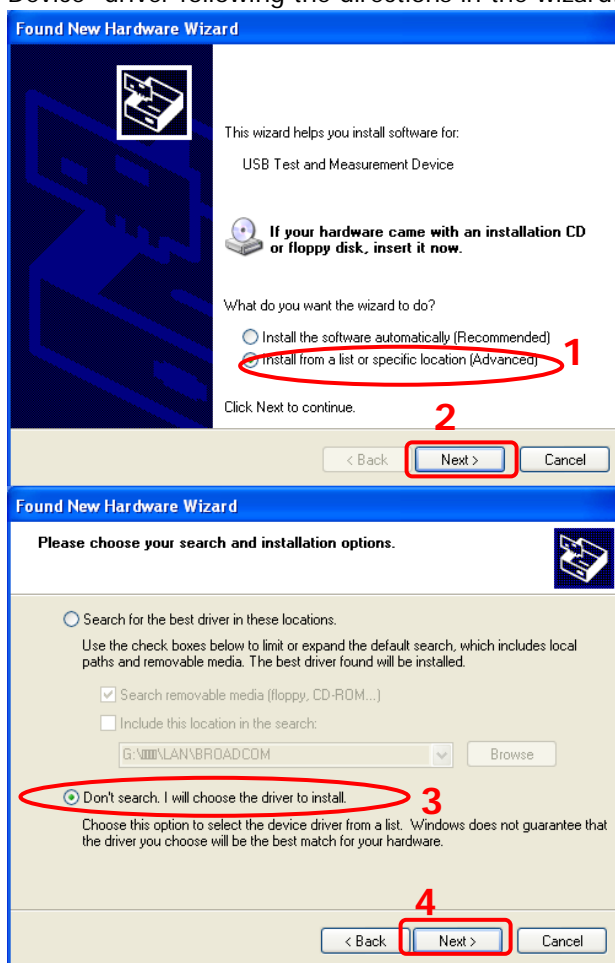 Device" driver following the directions in the wizard.
Found New Hardware Wizard
This wizard helps you install software for:
USB Test and Measurement Device
If your hardware came with an installation CD
or floppy disk, insert it now.
What do you want the wizard to do?
Install the software automatically (Recommended)
Install from a list or specific location (Advanced) 1
Click Next to continue.
2
< Back Next > Cancel
Found New Hardware Wizard
Please choose your search and installation options.
Search for the best driver in these locations.
Use the check boxes below to limit or expand the default search, which includes local
paths and removable media. The best driver found will be installed.
Search removable media (floppy, CD-ROM...)
Include this location in the search:
\LAN\BROADCOM Browse
Don't search. I will choose the driver to install. 3
Choose this option to select the device driver from a list. Windows does not guarantee that
the driver you choose will be the best match for your hardware.
4
< Back Next > Cancel